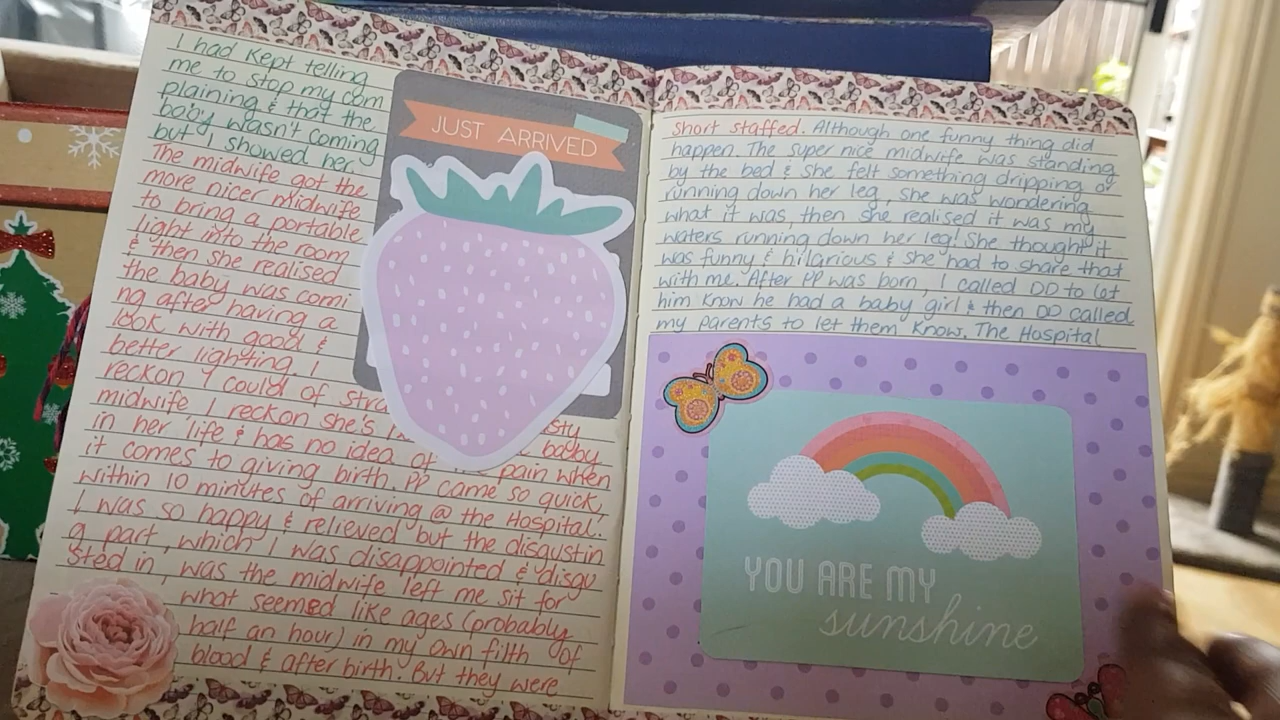 I had kept telling
me to stop my com
plaining & that the
baby wasn't coming
but I showed her.
The midwife got the
more nicer midwife
to bring a portable
light into the room
& then she realised
the baby was comi
ng after having a
look with good &
better lighting. I
reckon I could of
midwife I reckon she's
in her life & has no idea of pain when
it comes to giving birth. PP came so quick,
within 10 minutes of arriving @ the Hospital.
I was so happy & relieved but the disgustin
g part, which I was disappointed & disgu
sted in, was the midwife left me sit for
what seemed like ages (probably
half an hour) in my own filth of
blood & after birth. But they were
JUST ARRIVED
short staffed. Although one funny thing did
happen. The super nice midwife was standing
by the bed & she felt something dripping or
running down her leg, she was wondering
what it was, then she realised it was my
waters running down her leg! She thought it
was funny & hilarious & she had to share that
with me. After PP was born, I called DD to let
him know he had a baby girl & then DD called
my parents to let them know. The Hospital
YOU ARE MY
sunshine